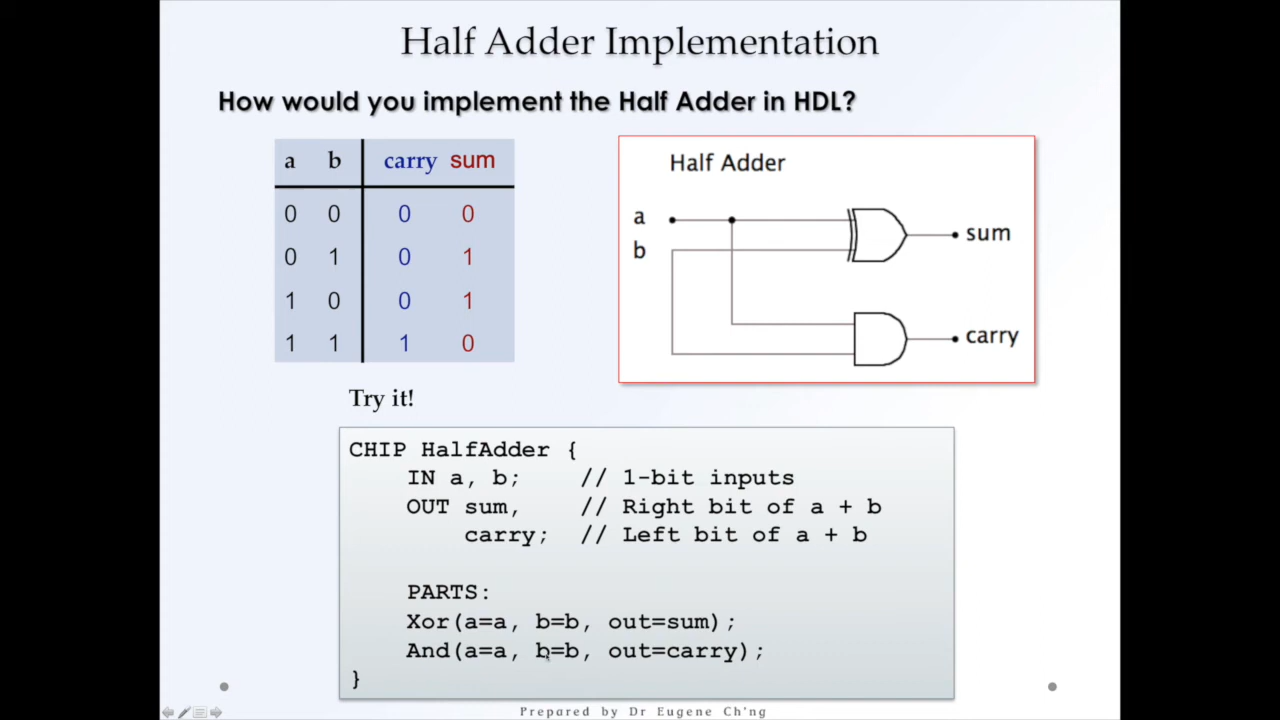 Half Adder Implementation
How would you implement the Half Adder in HDL?
a b carry sum
0 0 0 0
0 1 0 1
1 0 0 1
1 1 1 0
Half Adder
a
b
sum
carry
Try it!
CHIP HalfAdder {
    IN a, b;    // 1-bit inputs
    OUT sum,    // Right bit of a + b
        carry;  // Left bit of a + b
    PARTS:
    Xor(a=a, b=b, out=sum);
    And(a=a, b=b, out=carry);
}
Prepared by Dr Eugene Ch'ng